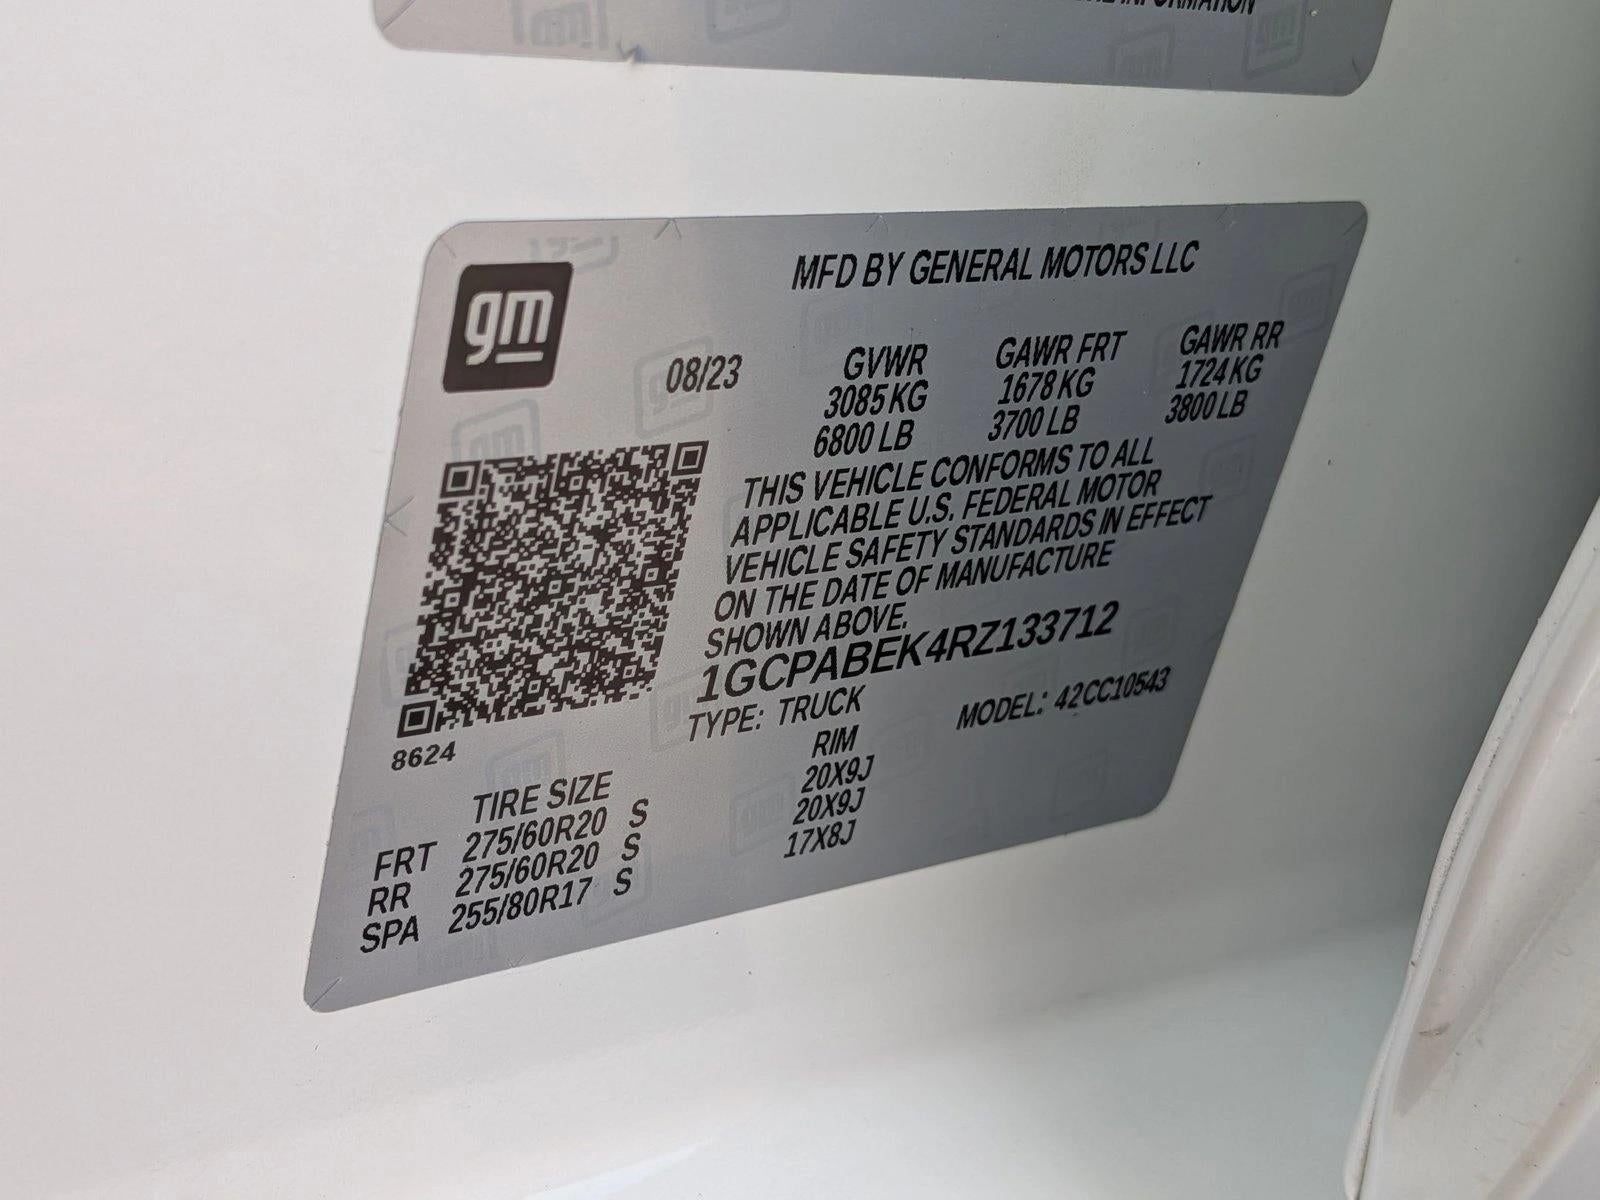 INFORMATION
gm
MFD BY GENERAL MOTORS LLC
08/23
GVWR GAWR FRT GAWR RR
3085 KG 1678 KG 1724 KG
6800 LB 3700 LB 3800 LB
THIS VEHICLE CONFORMS TO ALL
APPLICABLE U.S. FEDERAL MOTOR
VEHICLE SAFETY STANDARDS IN EFFECT
ON THE DATE OF MANUFACTURE
SHOWN ABOVE.
1GCPABEK4RZ133712
TYPE: TRUCK MODEL: 42CC10543
8624
TIRE SIZE RIM
FRT 275/60R20 S 20X9J
RR 275/60R20 S 20X9J
SPA 255/80R17 S 17X8J